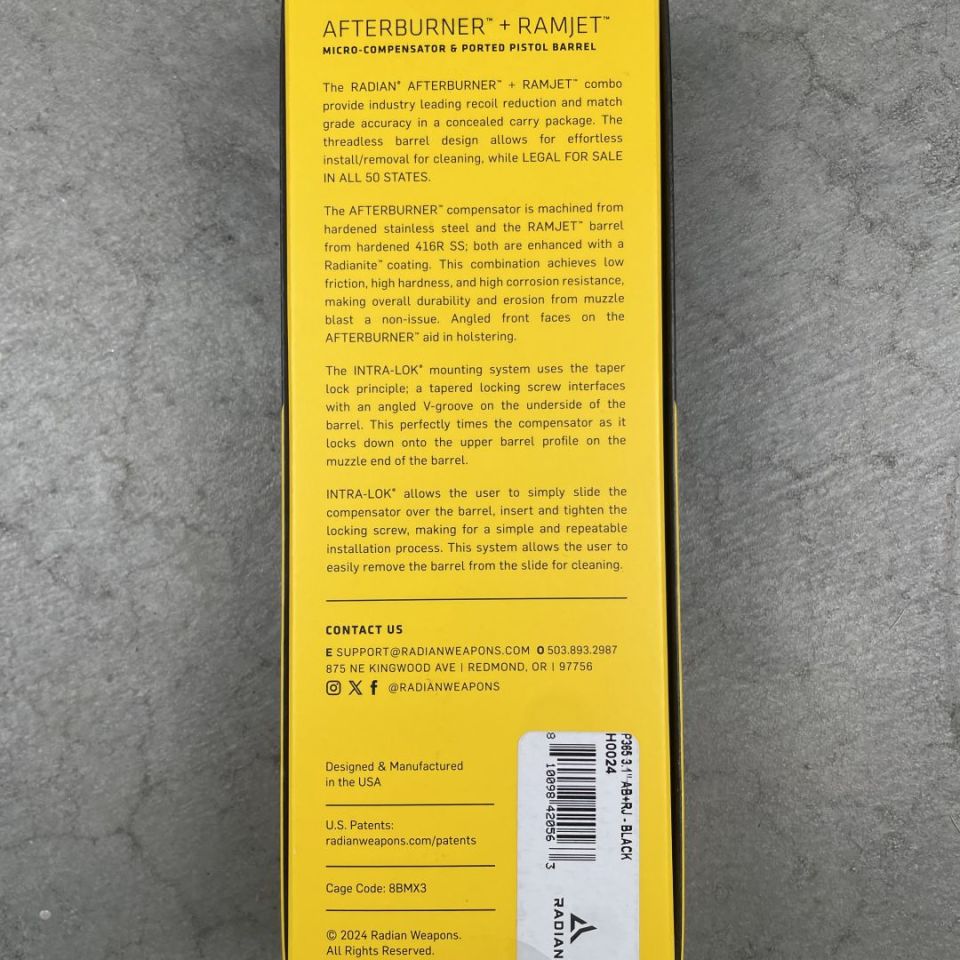 AFTERBURNER™ + RAMJET™
MICRO-COMPENSATOR & PORTED PISTOL BARREL
The RADIAN® AFTERBURNER™ + RAMJET™ combo
provide industry leading recoil reduction and match
grade accuracy in a concealed carry package. The
threadless barrel design allows for effortless
install/removal for cleaning, while LEGAL FOR SALE
IN ALL 50 STATES.
The AFTERBURNER™ compensator is machined from
hardened stainless steel and the RAMJET™ barrel
from hardened 416R SS; both are enhanced with a
Radianite™ coating. This combination achieves low
friction, high hardness, and high corrosion resistance,
making overall durability and erosion from muzzle
blast a non-issue. Angled front faces on the
AFTERBURNER™ aid in holstering.
The INTRA-LOK® mounting system uses the taper
lock principle; a tapered locking screw interfaces
with an angled V-groove on the underside of the
barrel. This perfectly times the compensator as it
locks down onto the upper barrel profile on the
muzzle end of the barrel.
INTRA-LOK® allows the user to simply slide the
compensator over the barrel, insert and tighten the
locking screw, making for a simple and repeatable
installation process. This system allows the user to
easily remove the barrel from the slide for cleaning.
CONTACT US
E SUPPORT@RADIANWEAPONS.COM O 503.893.2987
875 NE KINGWOOD AVE | REDMOND, OR | 97756
@RADIANWEAPONS
Designed & Manufactured
in the USA
U.S. Patents:
radianweapons.com/patents
Cage Code: 8BMX3
© 2024 Radian Weapons.
All Rights Reserved.
P365 3.1" AB+RJ - BLACK
H0024
8 10098 42056 3
RADIAN